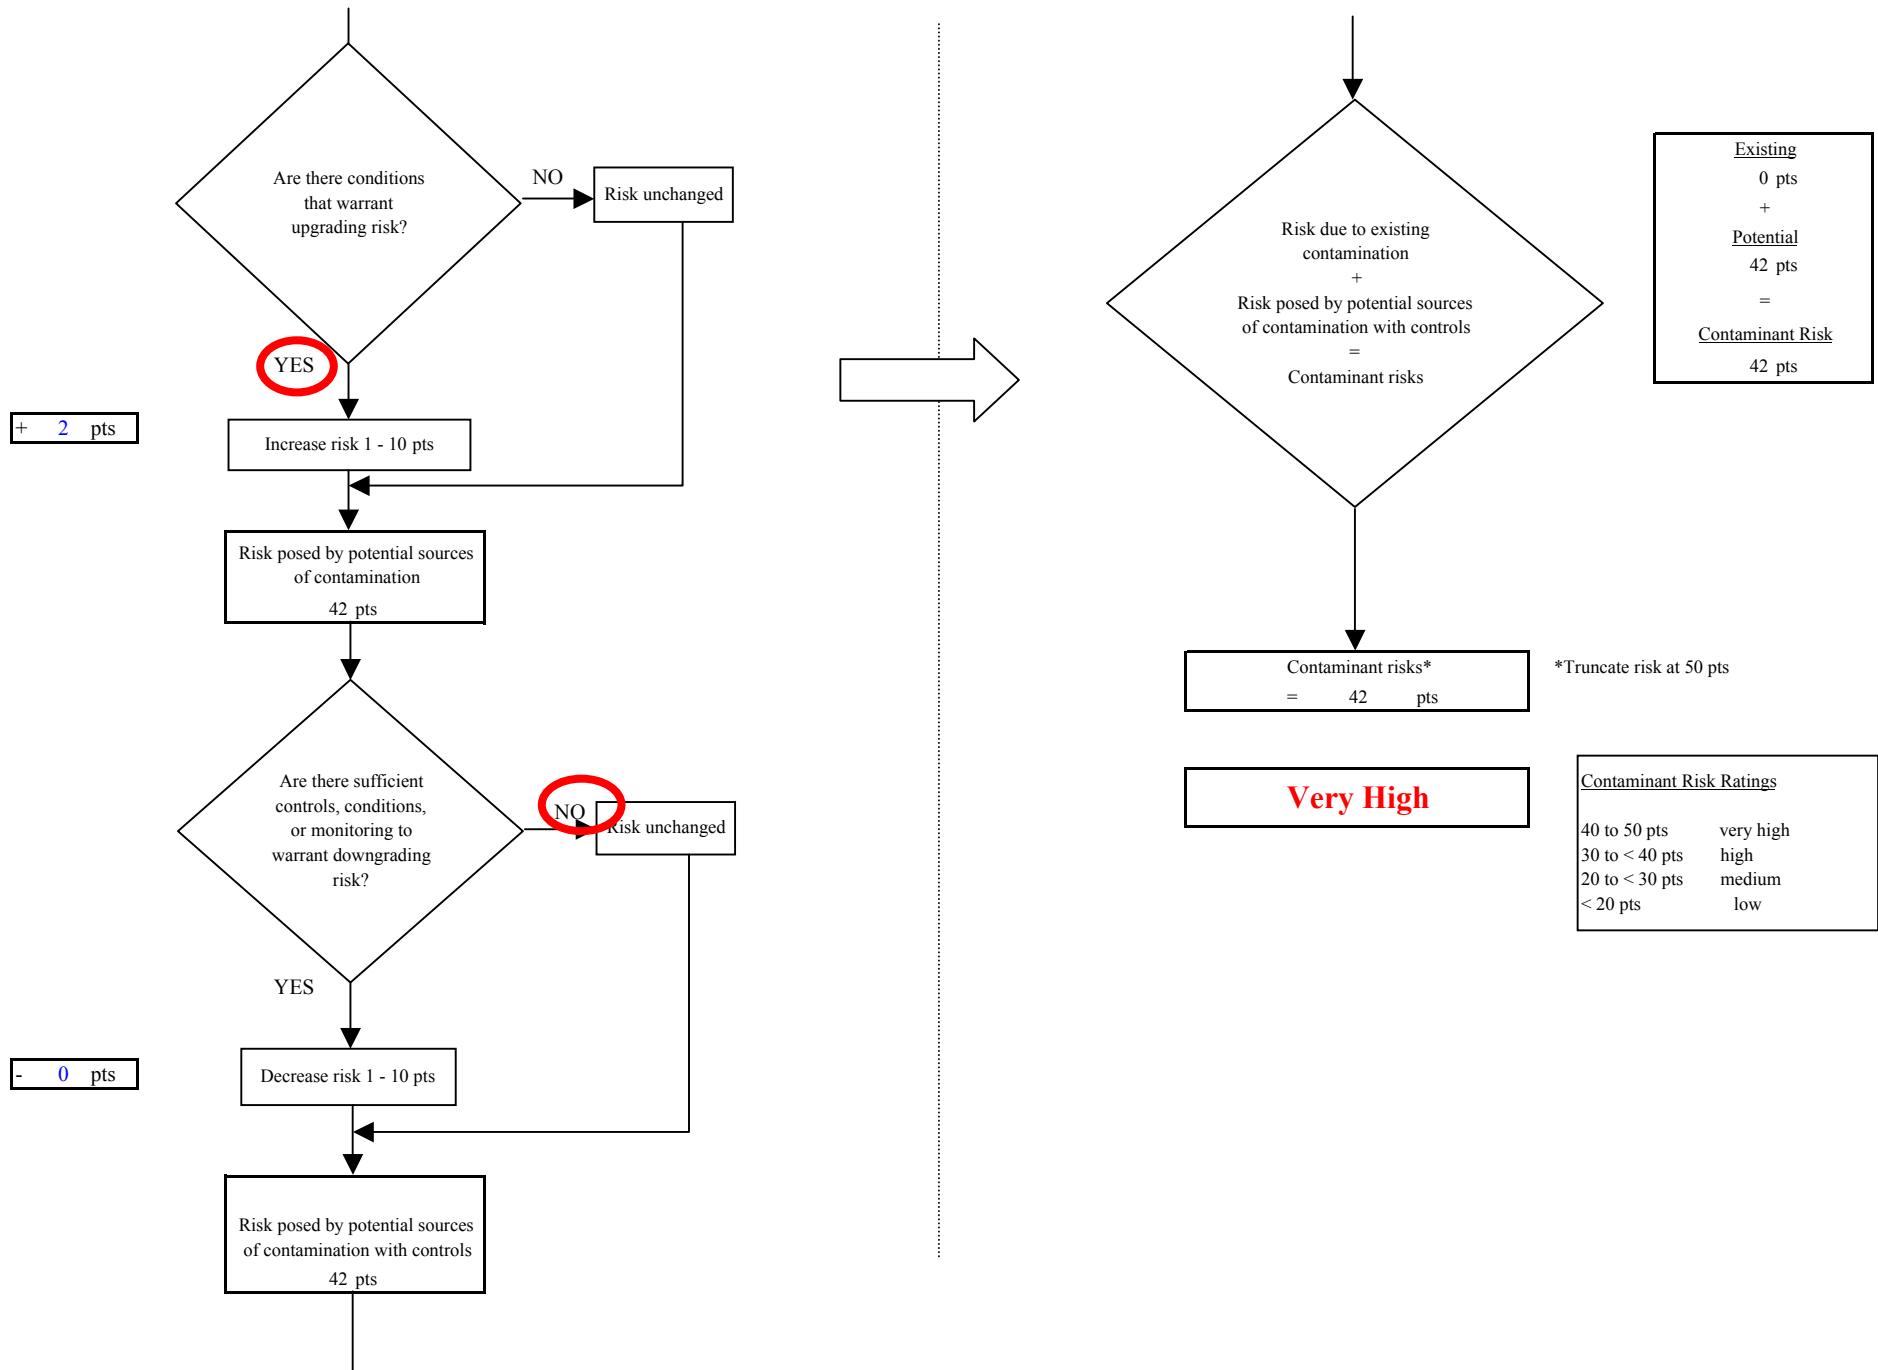 Are there conditions
that warrant
upgrading risk?
NO
Risk unchanged
YES
+ 2 pts
Increase risk 1 - 10 pts
Risk posed by potential sources
of contamination
42 pts
Are there sufficient
controls, conditions,
or monitoring to
warrant downgrading
risk?
NO
Risk unchanged
YES
- 0 pts
Decrease risk 1 - 10 pts
Risk posed by potential sources
of contamination with controls
42 pts
Risk due to existing
contamination
+
Risk posed by potential sources
of contamination with controls
=
Contaminant risks
Existing
0 pts
+
Potential
42 pts
=
Contaminant Risk
42 pts
Contaminant risks*
= 42 pts
*Truncate risk at 50 pts
Very High
Contaminant Risk Ratings
40 to 50 pts very high
30 to < 40 pts high
20 to < 30 pts medium
< 20 pts low